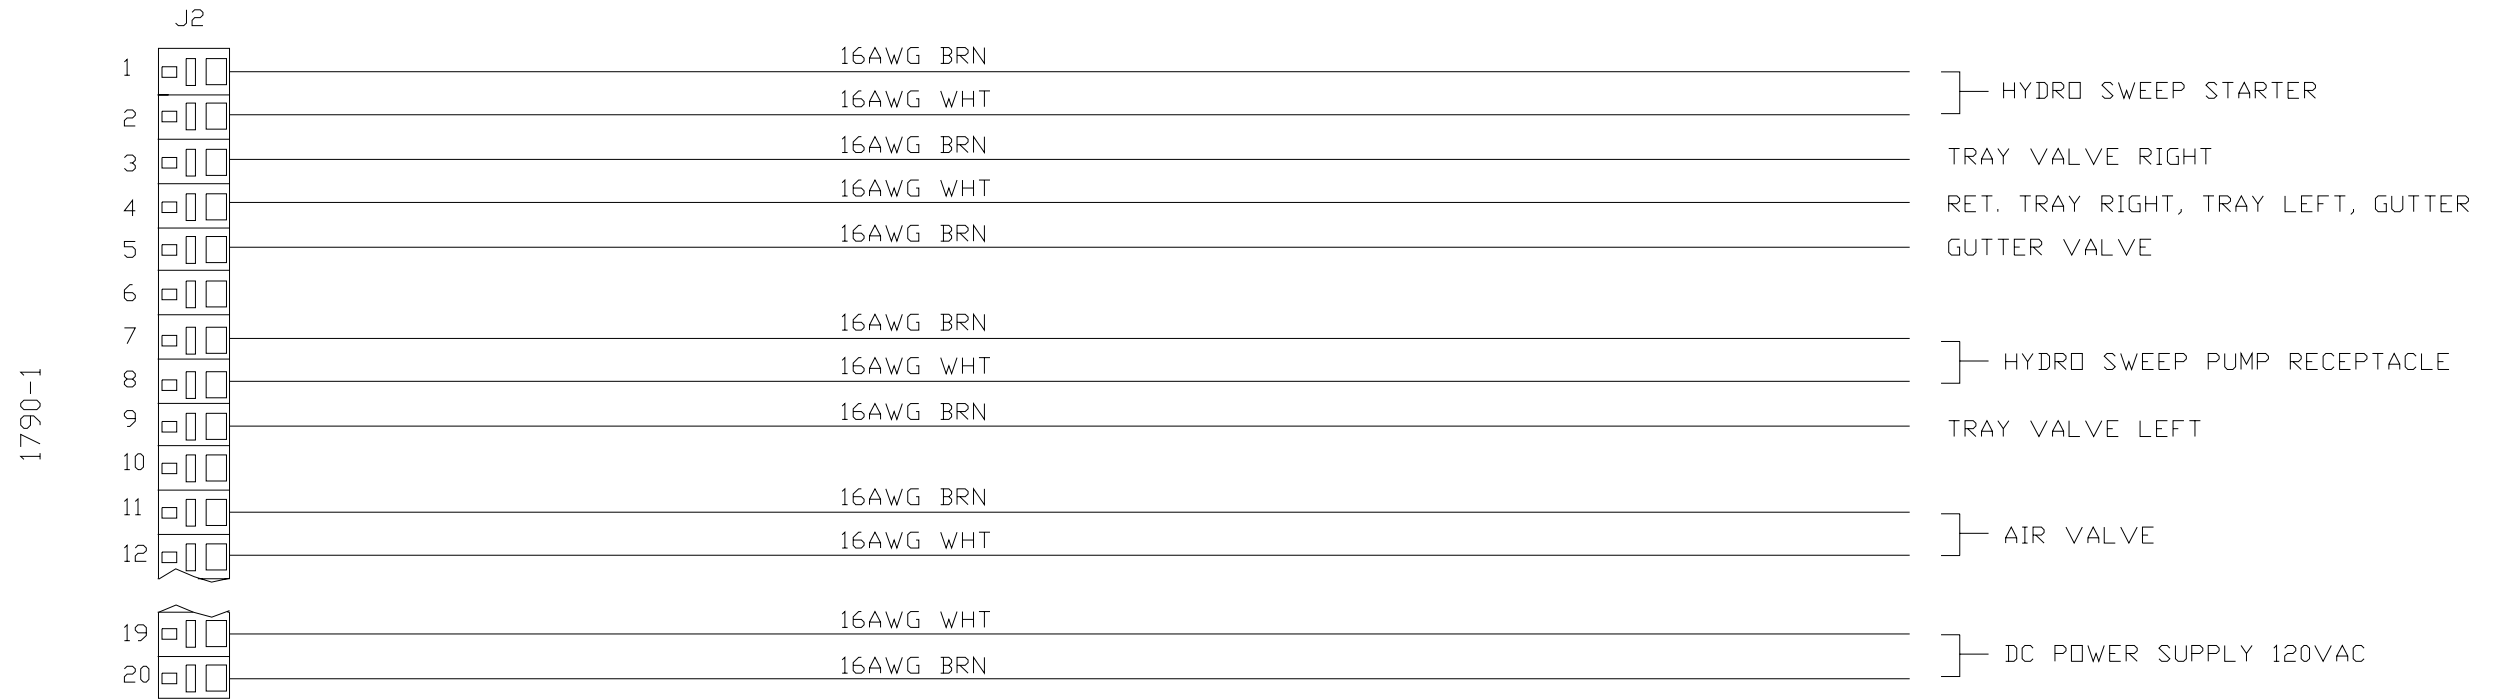 J2
1790-1
1 16AWG BRN
HYDRO SWEEP STARTER
2 16AWG WHT
3 16AWG BRN TRAY VALVE RIGHT
4 16AWG WHT RET. TRAY RIGHT, TRAY LEFT, GUTTER
5 16AWG BRN GUTTER VALVE
6
7 16AWG BRN
HYDRO SWEEP PUMP RECEPTACLE
8 16AWG WHT
9 16AWG BRN TRAY VALVE LEFT
10
11 16AWG BRN
AIR VALVE
12 16AWG WHT
19 16AWG WHT
DC POWER SUPPLY 120VAC
20 16AWG BRN